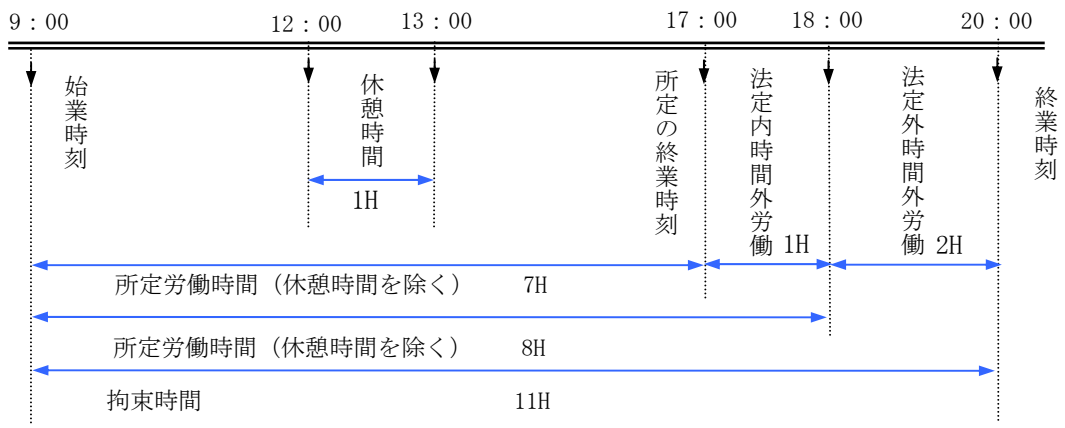 9：00　12：00　13：00　17：00　18：00　20：00
始業時刻
休憩時間
1H
所定の終業時刻
法定内時間外労働 1H
法定外時間外労働 2H
終業時刻
所定労働時間（休憩時間を除く）　7H
所定労働時間（休憩時間を除く）　8H
拘束時間　11H